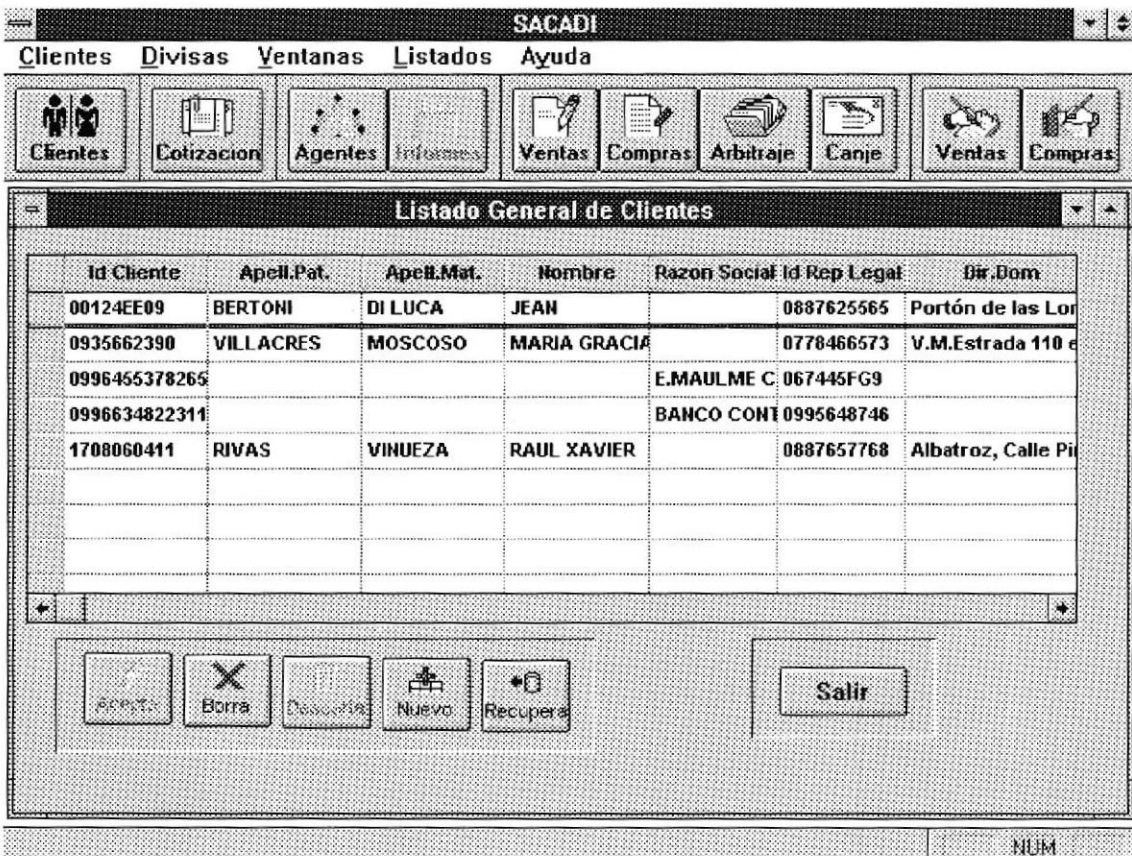 SACADI
Clientes Divisas Ventanas Listados Ayuda
Clientes Cotizacion Agentes Informes Ventas Compras Arbitraje Canje Ventas Compras
Listado General de Clientes
Id Cliente Apell.Pat. Apell.Mat. Nombre Razon Social Id Rep Legal Dir.Dom
00124EE09 BERTONI DI LUCA JEAN 0887625565 Portón de las Lor
0935662390 VILLACRES MOSCOSO MARIA GRACIA 0778466573 V.M.Estrada 110 e
0996455378265 E.MAULME C 067445FG9
0996634822311 BANCO CONT 0995648746
1708060411 RIVAS VINUEZA RAUL XAVIER 0887657768 Albatroz, Calle Pi
Acepta Borra Descarta Nuevo Recupera Salir
NUM